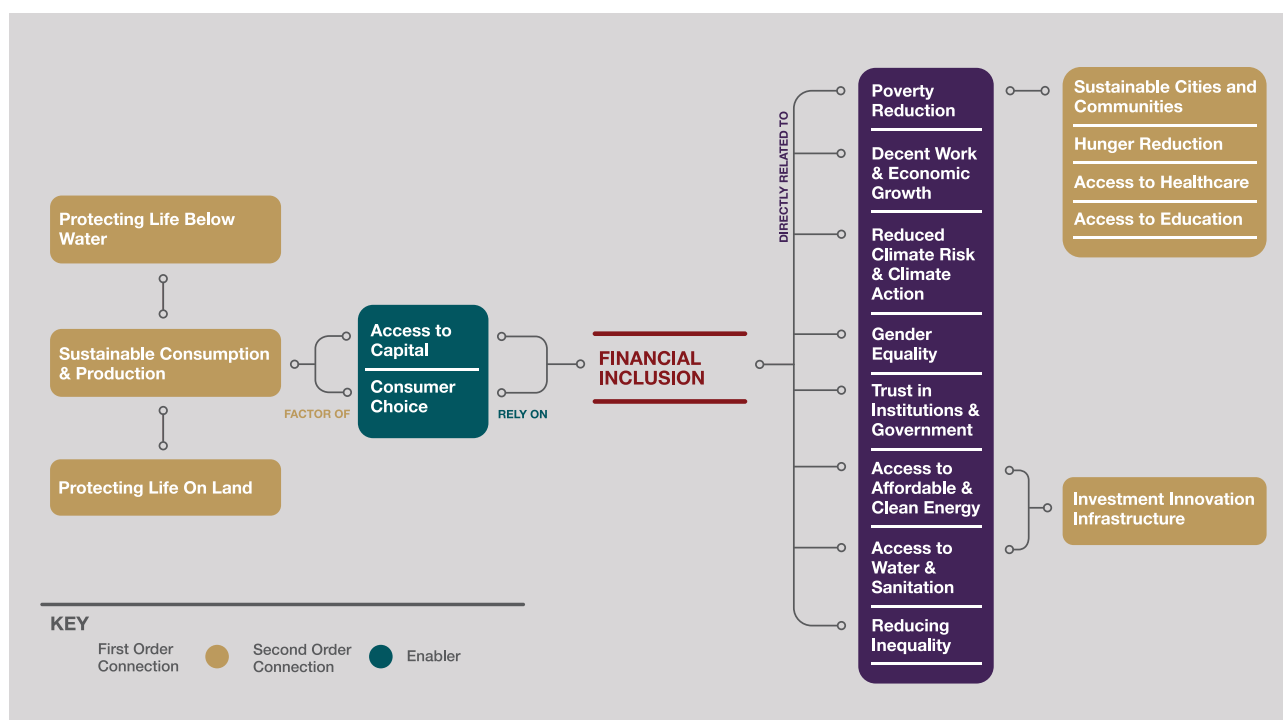 Protecting Life Below
Water
Sustainable Consumption
& Production
Protecting Life On Land
FACTOR OF
Access to
Capital
Consumer
Choice
RELY ON
FINANCIAL
INCLUSION
DIRECTLY RELATED TO
Poverty
Reduction
Decent Work
& Economic
Growth
Reduced
Climate Risk
& Climate
Action
Gender
Equality
Trust in
Institutions &
Government
Access to
Affordable &
Clean Energy
Access to
Water &
Sanitation
Reducing
Inequality
Sustainable Cities and
Communities
Hunger Reduction
Access to Healthcare
Access to Education
Investment Innovation
Infrastructure
KEY
First Order
Connection
Second Order
Connection
Enabler